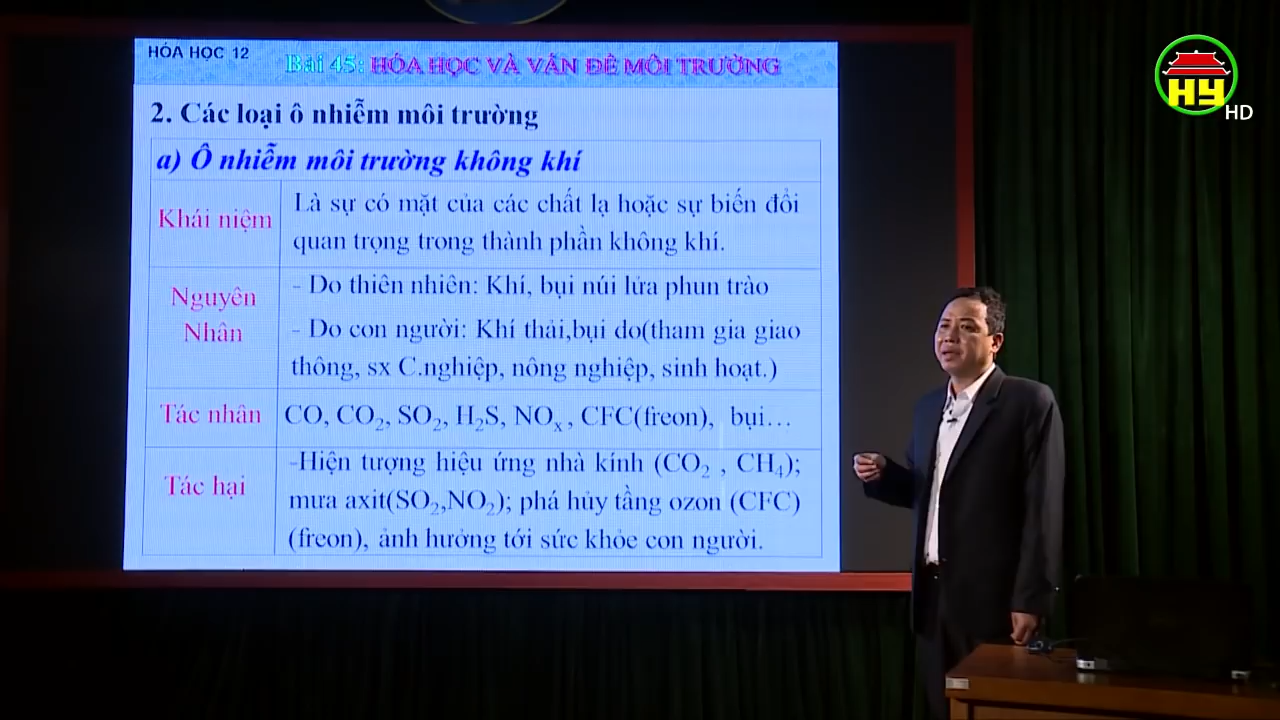 HÓA HỌC 12
Bài 45: HÓA HỌC VÀ VẤN ĐỀ MÔI TRƯỜNG
2. Các loại ô nhiễm môi trường
a) Ô nhiễm môi trường không khí
Khái niệm
Là sự có mặt của các chất lạ hoặc sự biến đổi
quan trọng trong thành phần không khí.
Nguyên
Nhân
- Do thiên nhiên: Khí, bụi núi lửa phun trào
- Do con người: Khí thải,bụi do(tham gia giao
thông, sx C.nghiệp, nông nghiệp, sinh hoạt.)
Tác nhân
CO, CO₂, SO₂, H₂S, NOₓ, CFC(freon), bụi…
Tác hại
-Hiện tượng hiệu ứng nhà kính (CO₂ , CH₄);
mưa axit(SO₂,NO₂); phá hủy tầng ozon (CFC)
(freon), ảnh hưởng tới sức khỏe con người.
HY
HD